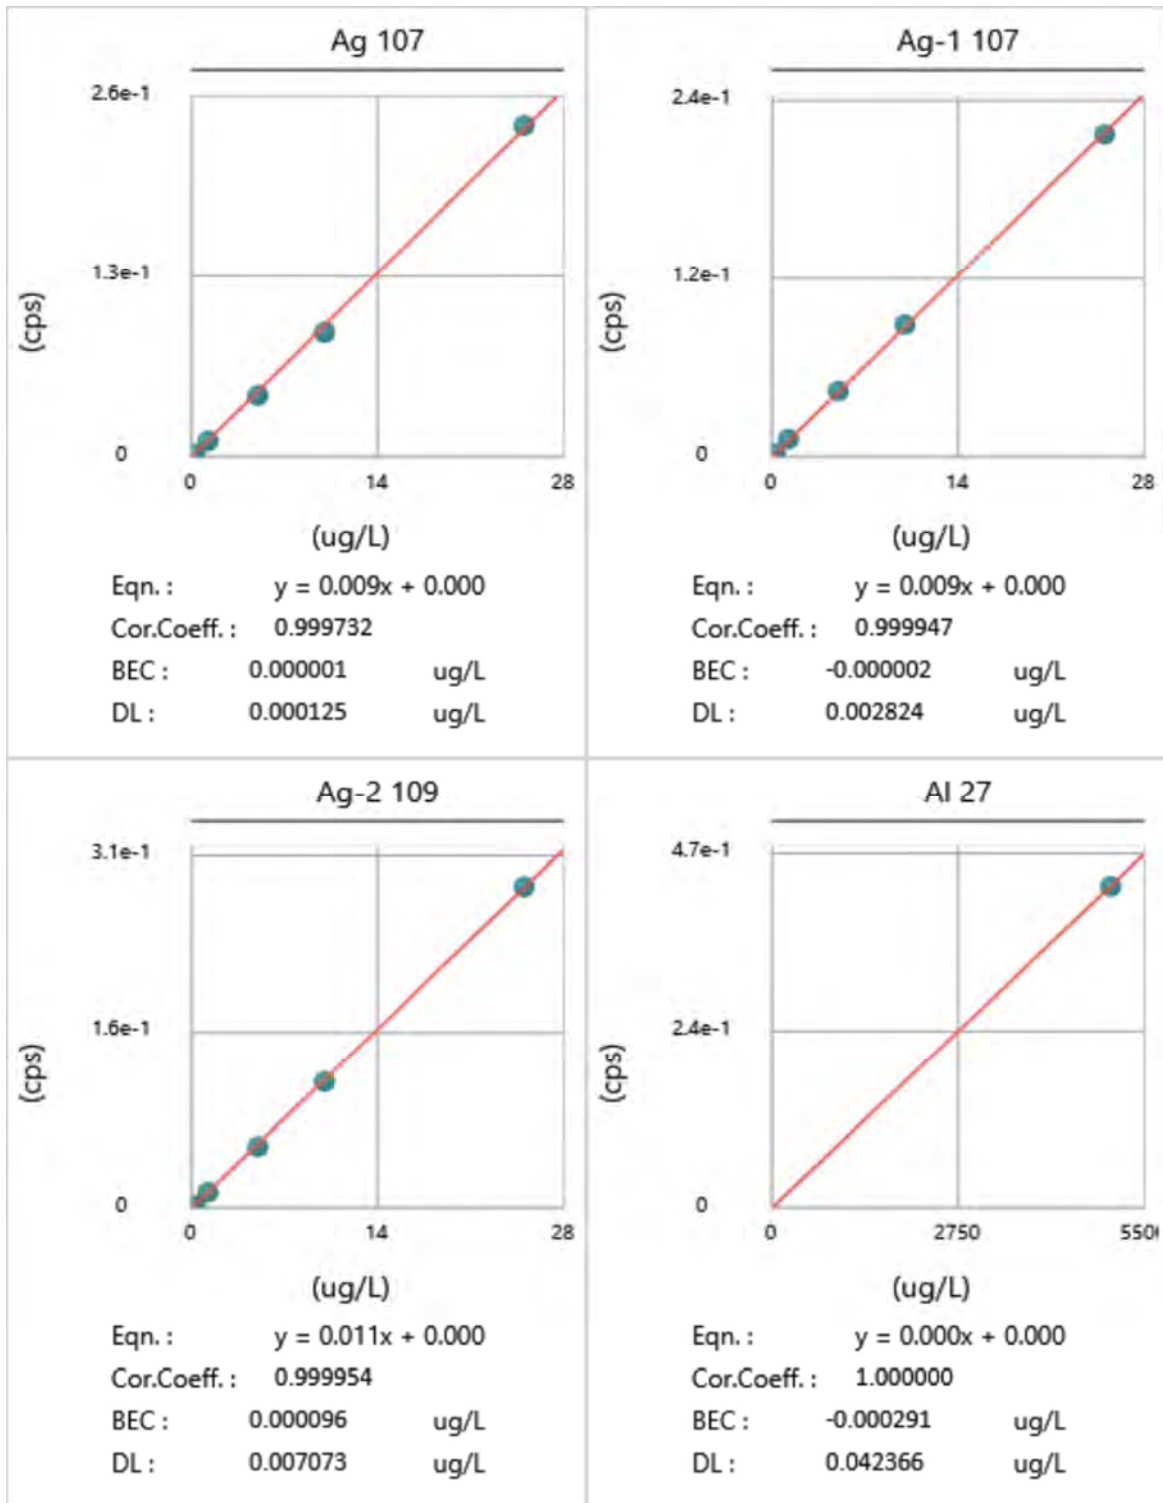 Ag 107
2.6e-1
1.3e-1
0
(cps)
0 14 28
(ug/L)
Eqn. : y = 0.009x + 0.000
Cor.Coeff. : 0.999732
BEC : 0.000001 ug/L
DL : 0.000125 ug/L
Ag-1 107
2.4e-1
1.2e-1
0
(cps)
0 14 28
(ug/L)
Eqn. : y = 0.009x + 0.000
Cor.Coeff. : 0.999947
BEC : -0.000002 ug/L
DL : 0.002824 ug/L
Ag-2 109
3.1e-1
1.6e-1
0
(cps)
0 14 28
(ug/L)
Eqn. : y = 0.011x + 0.000
Cor.Coeff. : 0.999954
BEC : 0.000096 ug/L
DL : 0.007073 ug/L
Al 27
4.7e-1
2.4e-1
0
(cps)
0 2750
(ug/L)
Eqn. : y = 0.000x + 0.000
Cor.Coeff. : 1.000000
BEC : -0.000291 ug/L
DL : 0.042366 ug/L